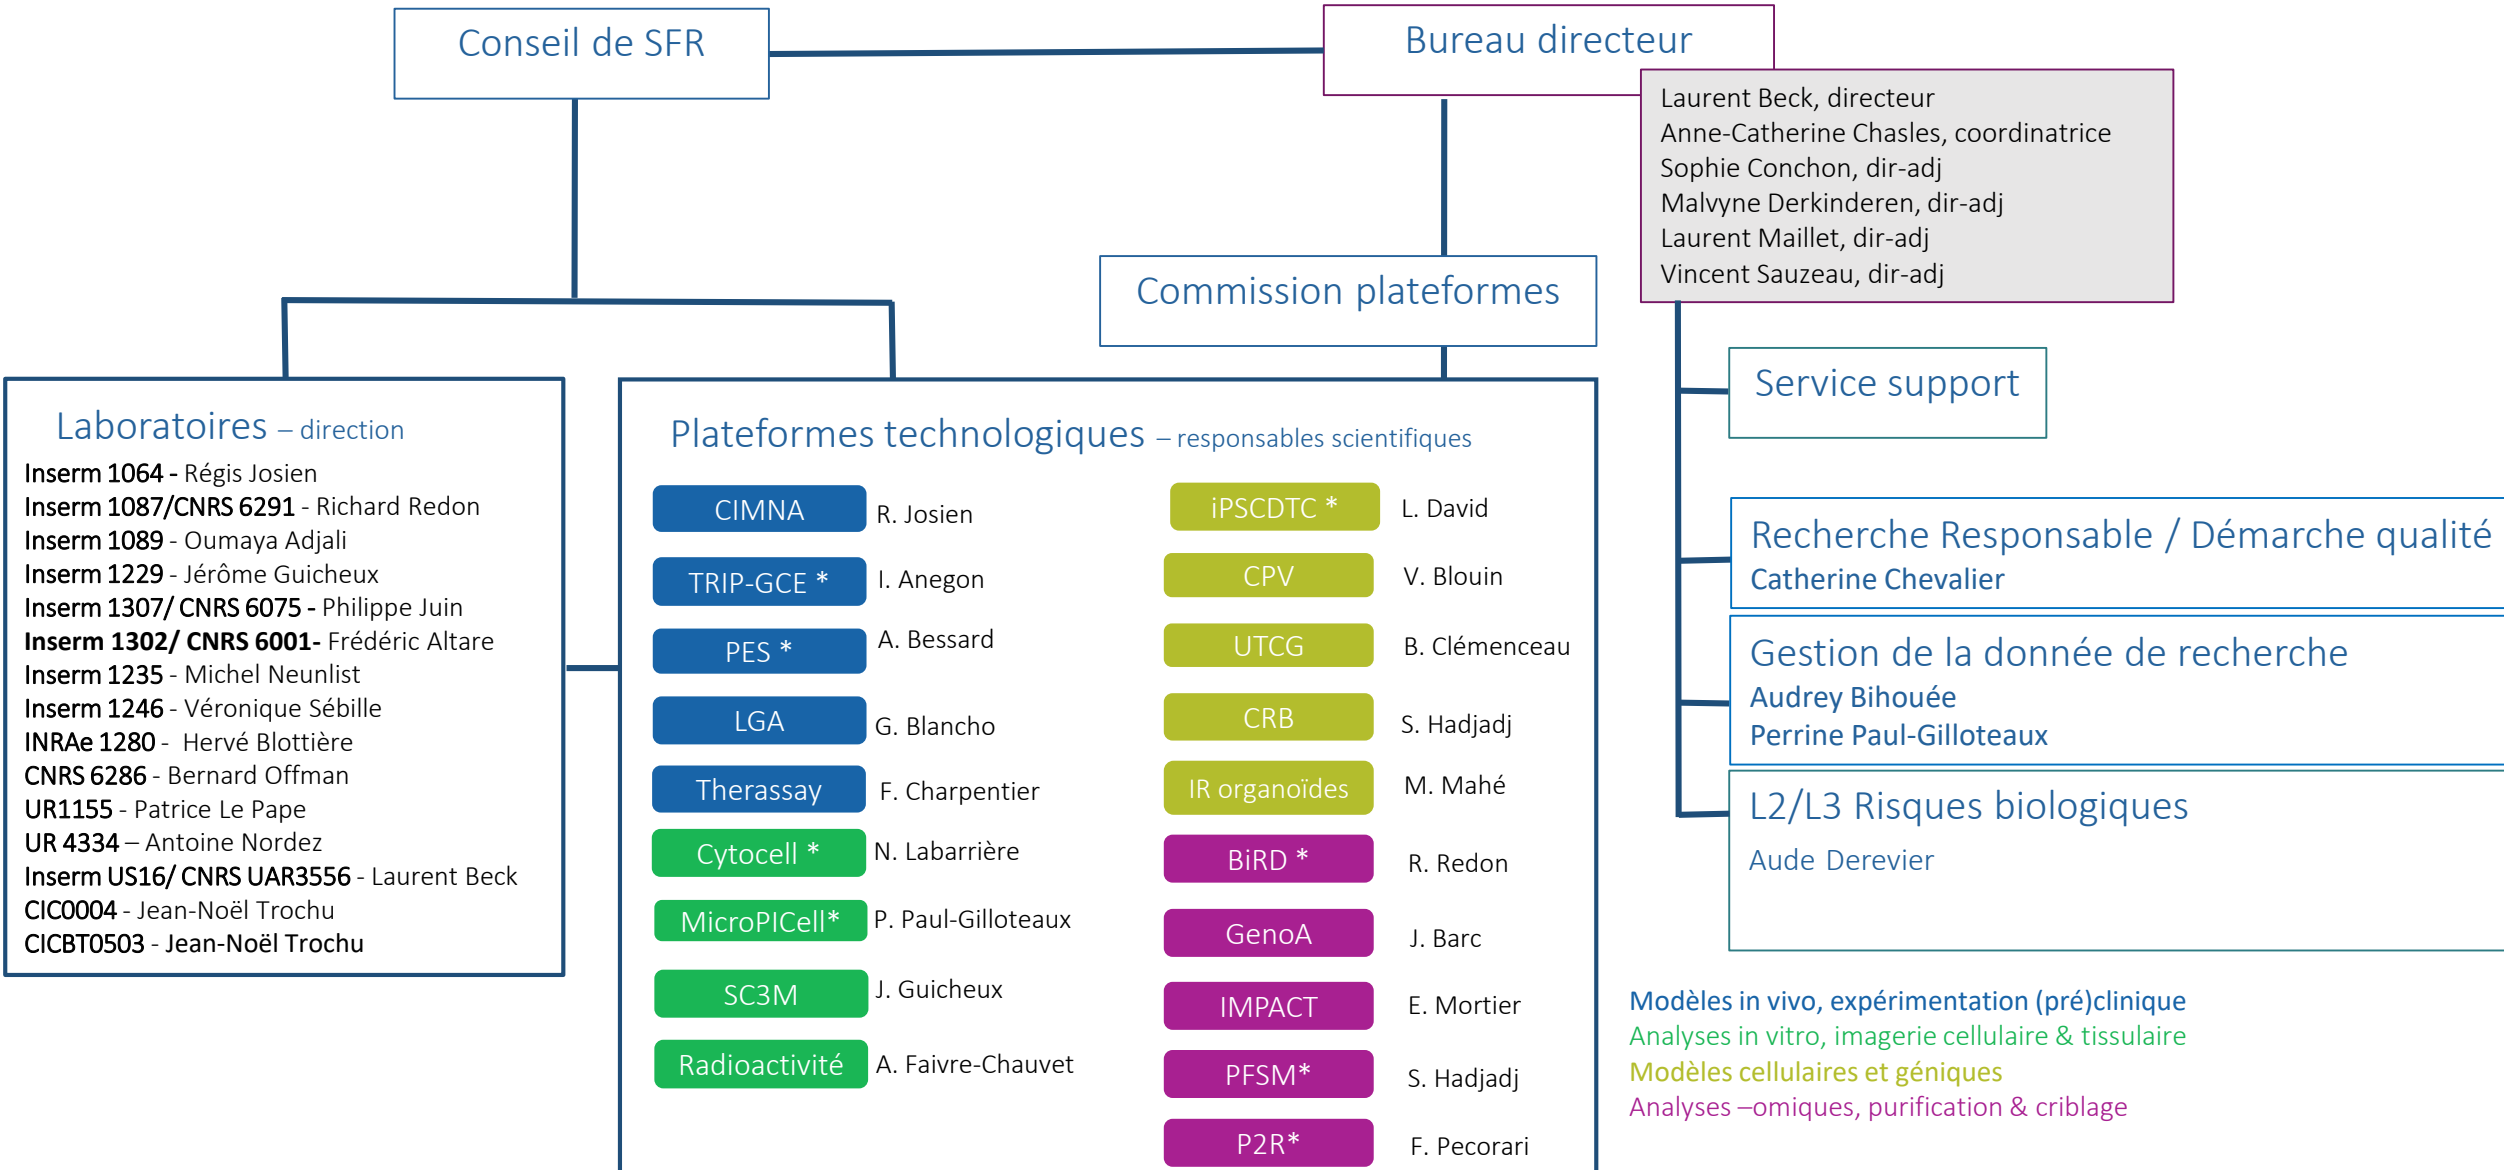 Conseil de SFR
Bureau directeur
Laurent Beck, directeur
Anne-Catherine Chasles, coordinatrice
Sophie Conchon, dir-adj
Malvyne Derkinderen, dir-adj
Laurent Maillet, dir-adj
Vincent Sauzeau, dir-adj
Commission plateformes
Laboratoires – direction
Inserm 1064 - Régis Josien
Inserm 1087/CNRS 6291 - Richard Redon
Inserm 1089 - Oumaya Adjali
Inserm 1229 - Jérôme Guicheux
Inserm 1307/ CNRS 6075 - Philippe Juin
Inserm 1302/ CNRS 6001- Frédéric Altare
Inserm 1235 - Michel Neunlist
Inserm 1246 - Véronique Sébille
INRAe 1280 - Hervé Blottière
CNRS 6286 - Bernard Offman
UR1155 - Patrice Le Pape
UR 4334 – Antoine Nordez
Inserm US16/ CNRS UAR3556 - Laurent Beck
CIC0004 - Jean-Noël Trochu
CICBT0503 - Jean-Noël Trochu
Plateformes technologiques – responsables scientifiques
CIMNA R. Josien
TRIP-GCE * I. Anegon
PES * A. Bessard
LGA G. Blancho
Therassay F. Charpentier
Cytocell * N. Labarrière
MicroPICell* P. Paul-Gilloteaux
SC3M J. Guicheux
Radioactivité A. Faivre-Chauvet
iPSCDTC * L. David
CPV V. Blouin
UTCG B. Clémenceau
CRB S. Hadjadj
IR organoïdes M. Mahé
BiRD * R. Redon
GenoA J. Barc
IMPACT E. Mortier
PFSM* S. Hadjadj
P2R* F. Pecorari
Service support
Recherche Responsable / Démarche qualité
Catherine Chevalier
Gestion de la donnée de recherche
Audrey Bihouée
Perrine Paul-Gilloteaux
L2/L3 Risques biologiques
Aude Derevier
Modèles in vivo, expérimentation (pré)clinique
Analyses in vitro, imagerie cellulaire & tissulaire
Modèles cellulaires et géniques
Analyses –omiques, purification & criblage